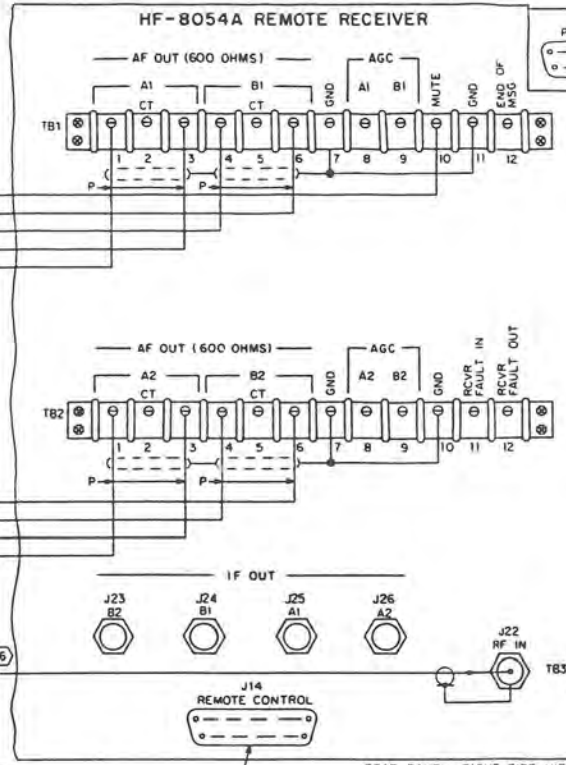 HF-8054A REMOTE RECEIVER
P
AF OUT (600 OHMS)
AGC
A1
B1
GND
A1
B1
MUTE
GND
END OF MSG
CT
CT
TB1
1 2 3 4 5 6 7 8 9 10 11 12
P
P
AF OUT (600 OHMS)
AGC
A2
B2
GND
A2
B2
GND
RCVR FAULT IN
RCVR FAULT OUT
CT
CT
TB2
1 2 3 4 5 6 7 8 9 10 11 12
P
P
IF OUT
J23
B2
J24
B1
J25
A1
J26
A2
J22
RF IN
6
TB3
J14
REMOTE CONTROL